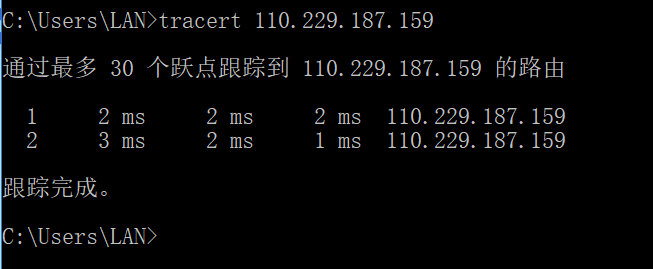 C:\Users\LAN>tracert 110.229.187.159
通过最多 30 个跃点跟踪到 110.229.187.159 的路由
1 2 ms 2 ms 2 ms 110.229.187.159
2 3 ms 2 ms 1 ms 110.229.187.159
跟踪完成。
C:\Users\LAN>